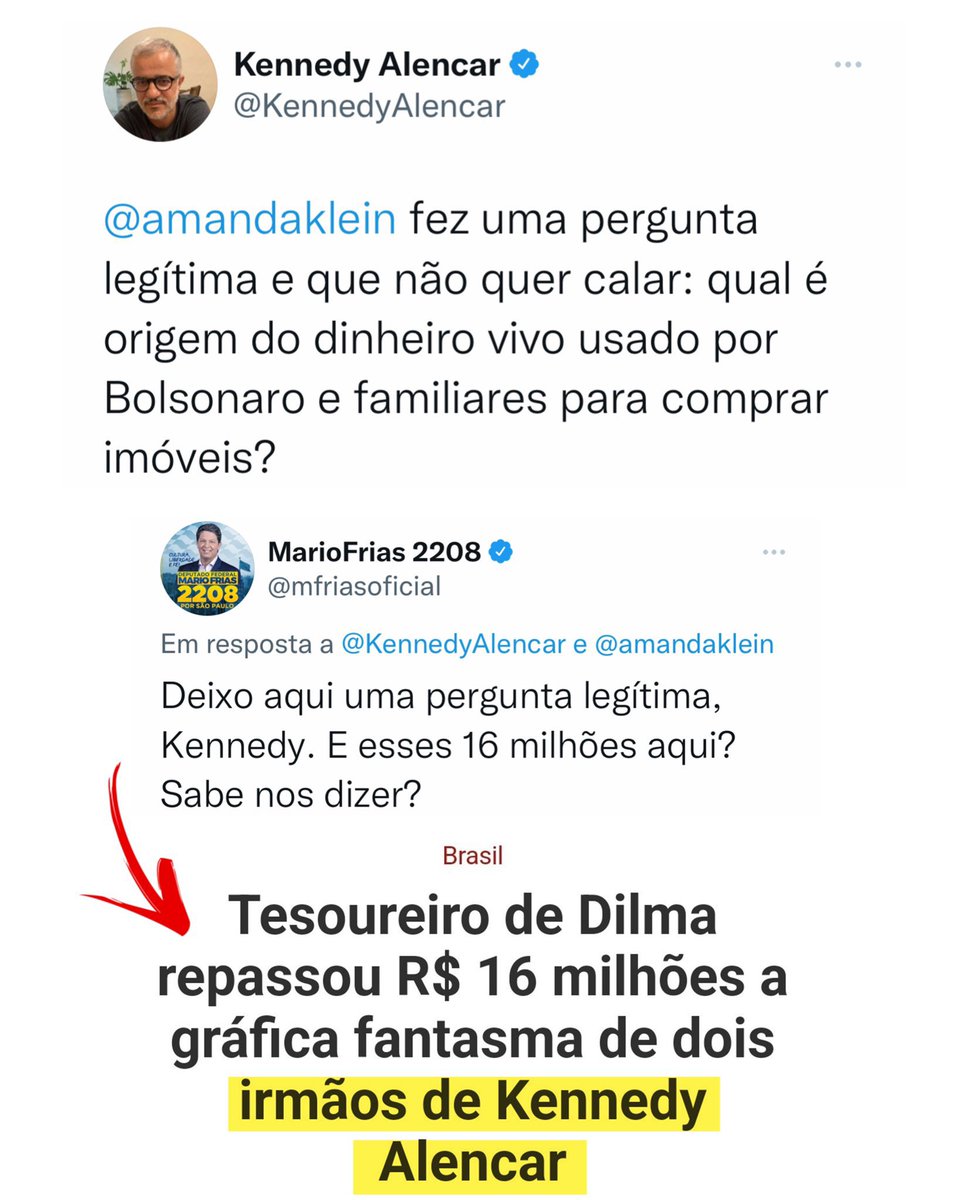 Kennedy Alencar
@KennedyAlencar
@amandaklein fez uma pergunta
legítima e que não quer calar: qual é
origem do dinheiro vivo usado por
Bolsonaro e familiares para comprar
imóveis?
CULTURA,
LIBERDADE
E FÉ!
DEPUTADO FEDERAL
MARIO FRIAS
2208
POR SÃO PAULO
MarioFrias 2208
@mfriasoficial
Em resposta a @KennedyAlencar e @amandaklein
Deixo aqui uma pergunta legítima,
Kennedy. E esses 16 milhões aqui?
Sabe nos dizer?
Brasil
Tesoureiro de Dilma
repassou R$ 16 milhões a
gráfica fantasma de dois
irmãos de Kennedy
Alencar